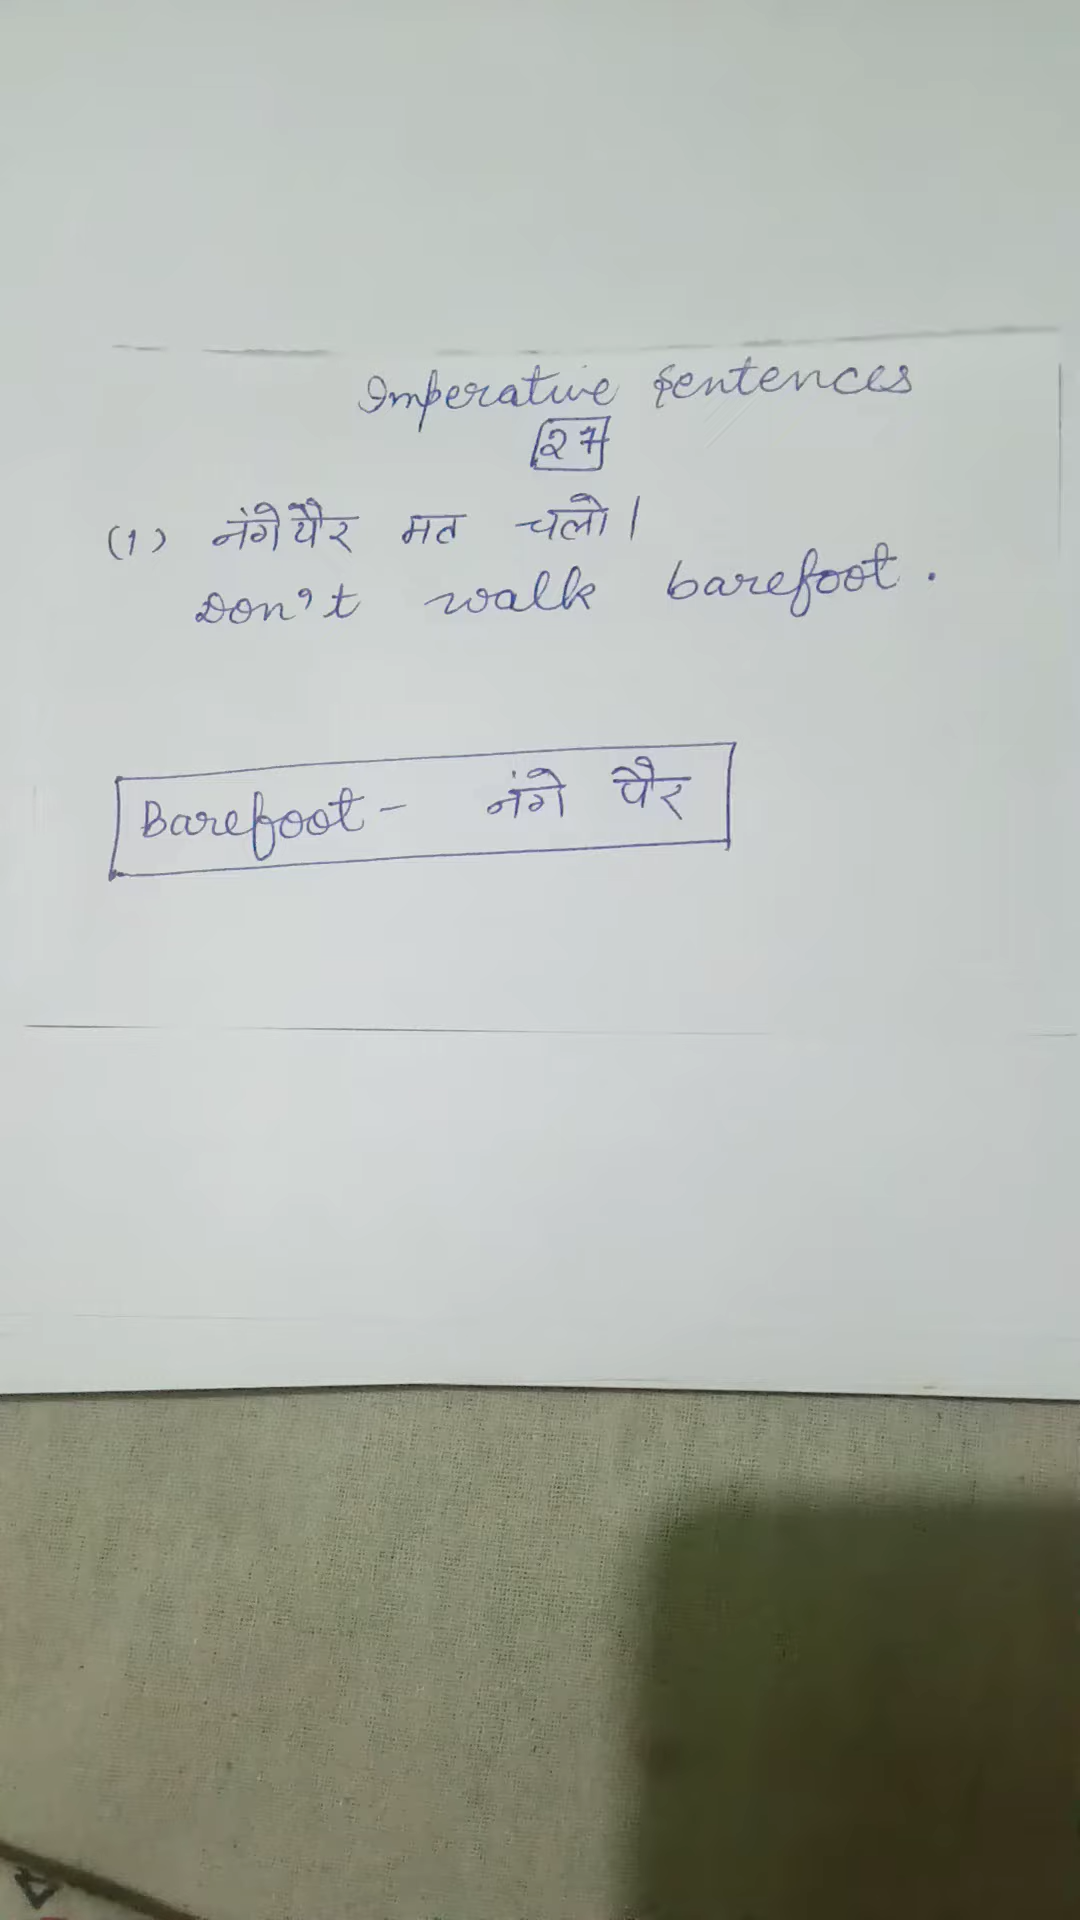 Imperative Sentences
27
(1) नंगे पैर मत चलो।
Don't walk barefoot.
Barefoot - नंगे पैर